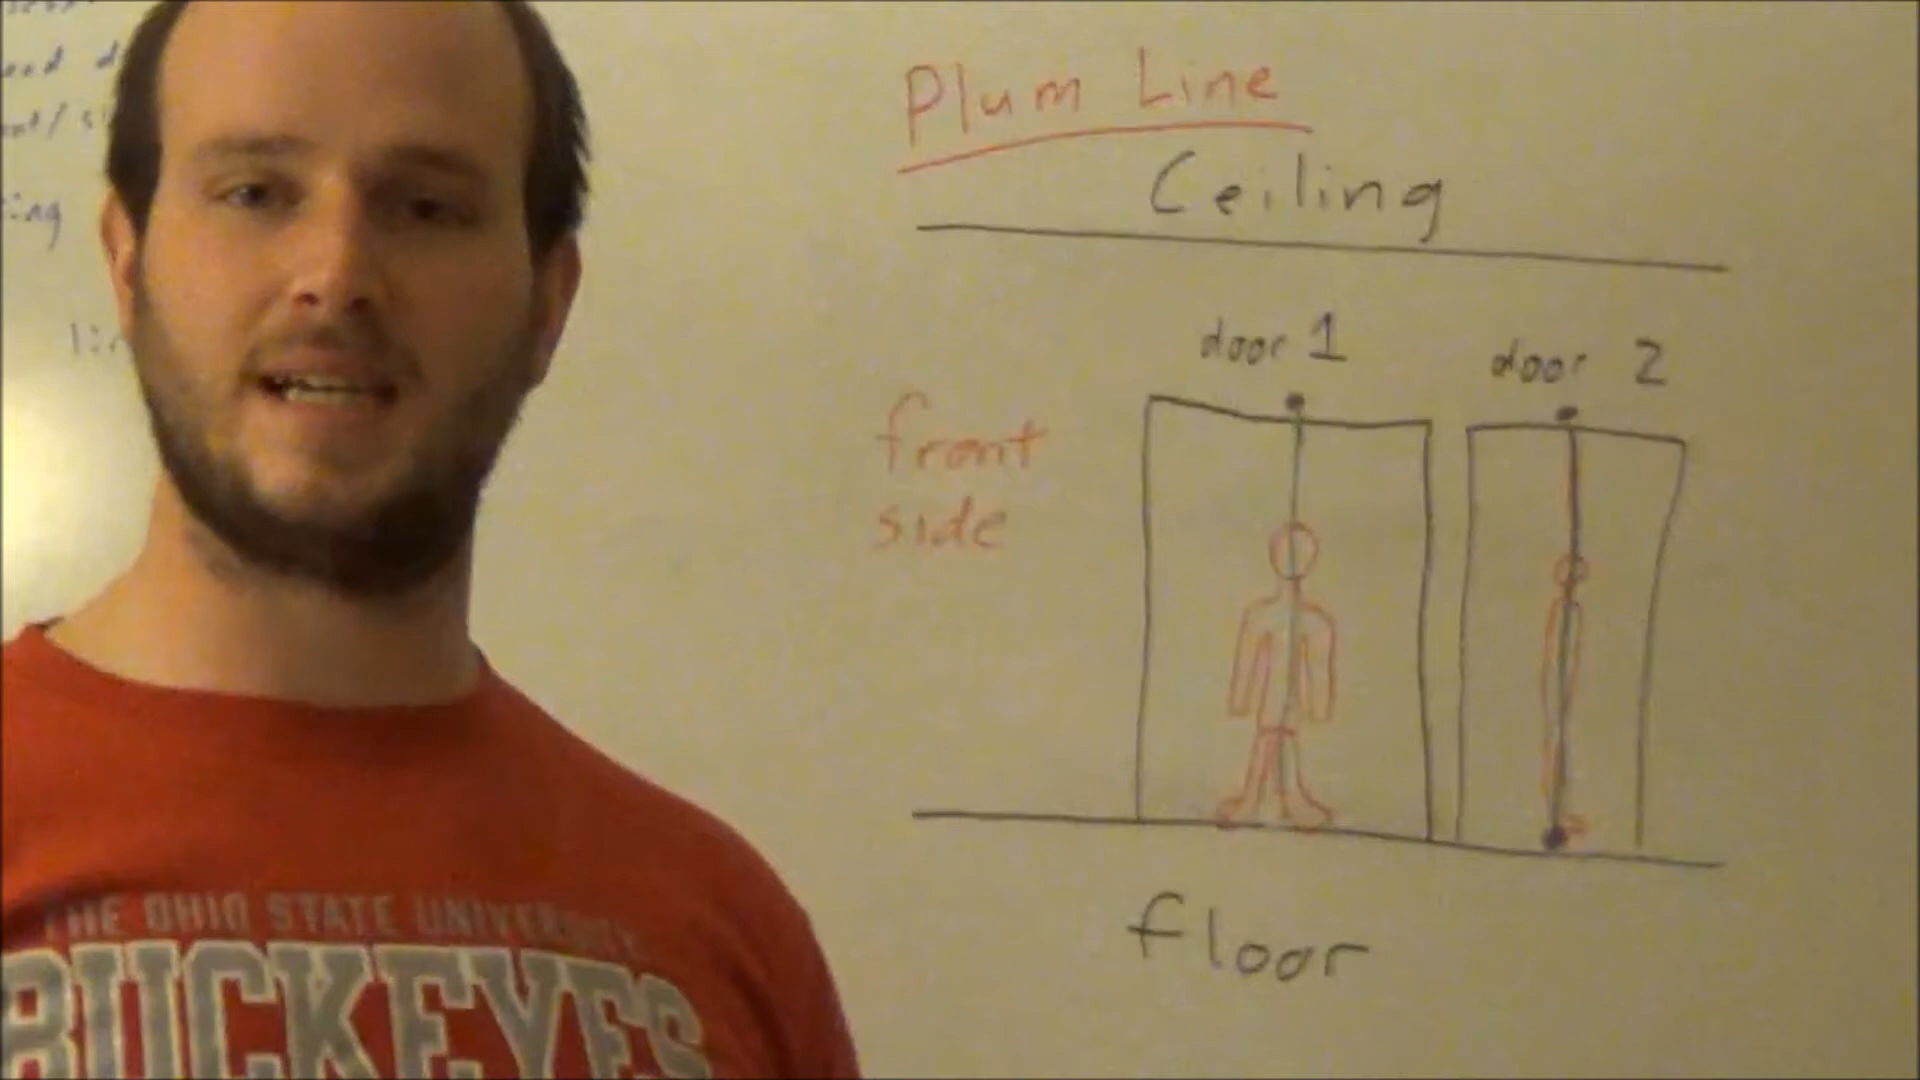 Plum Line
Ceiling
door 1
door 2
front
side
floor
THE OHIO STATE UNIVERSITY
BUCKEYES